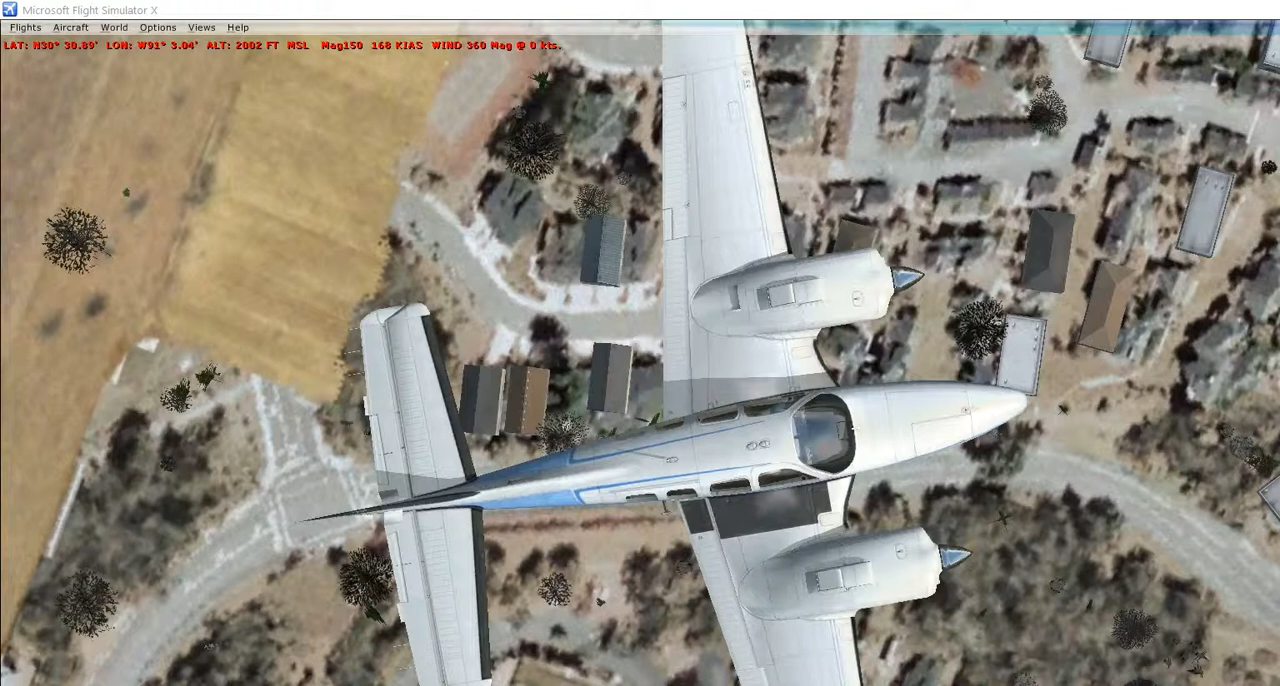 Microsoft Flight Simulator X
Flights Aircraft World Options Views Help
LAT: N30° 30.89' LON: W91° 3.04' ALT: 2002 FT MSL Mag150 168 KIAS WIND 360 Mag @ 0 kts.